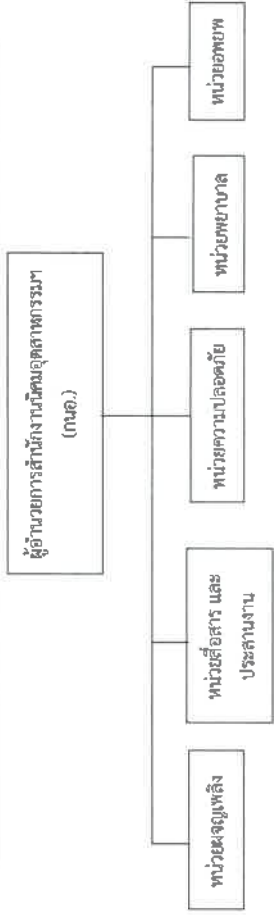 ผู้อำนวยการสำนักงานนิคมอุตสาหกรรมฯ
(กนอ.)
หน่วยผจญเพลิง
หน่วยสื่อสาร และ
ประสานงาน
หน่วยความปลอดภัย
หน่วยพยาบาล
หน่วยอพยพ